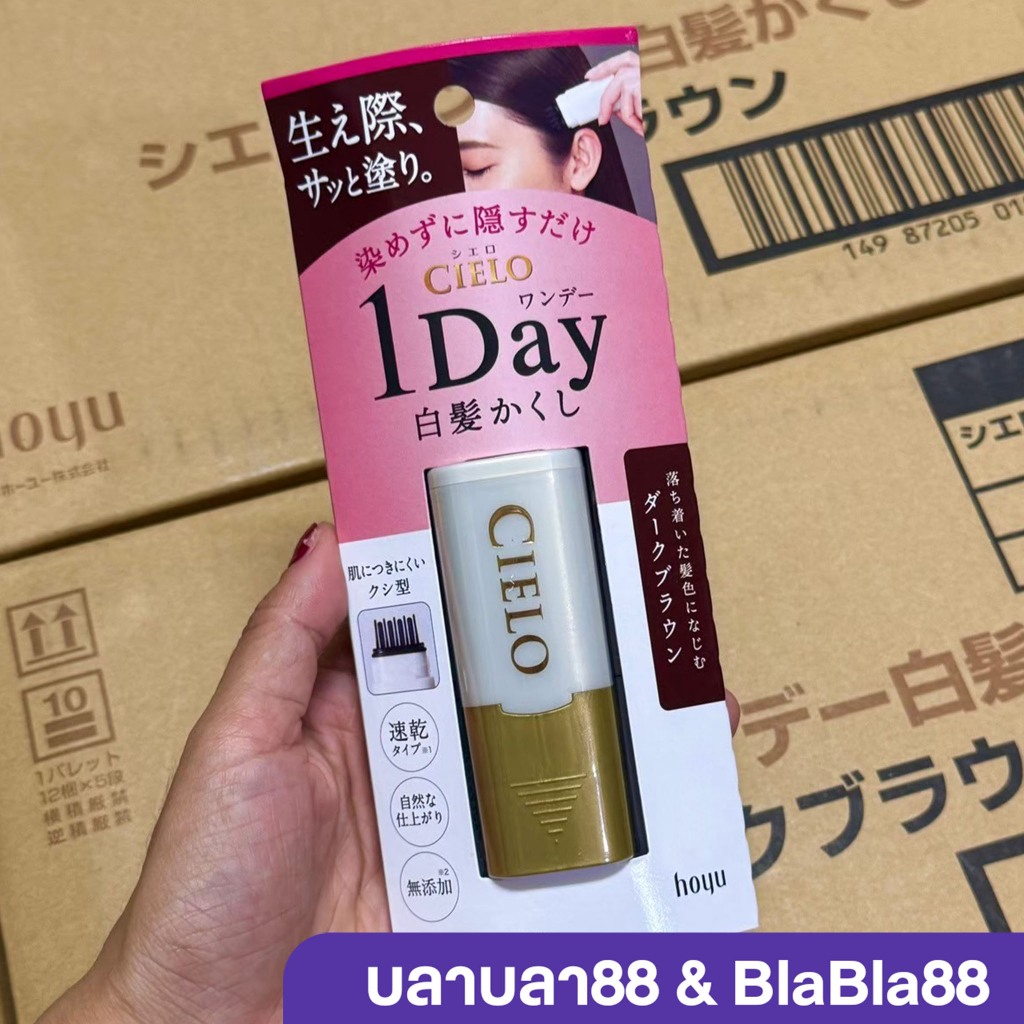 生え際、
サッと塗り。
染めずに隠すだけ
シエロ
CIELO
ワンデー
1Day
白髪かくし
CIELO
落ち着いた髪色になじむ
ダークブラウン
肌につきにくい
クシ型
速乾
タイプ※1
自然な
仕上がり
※2
無添加
hoyu
シエ
白髪かくし
ラウン
149 87205 01
hoyu
ホーユー株式会社
10
1パレット
12梱×5段
横積厳禁
逆積厳禁
シエ
デー白髪
クブラウ
บลาบลา88 & BlaBla88